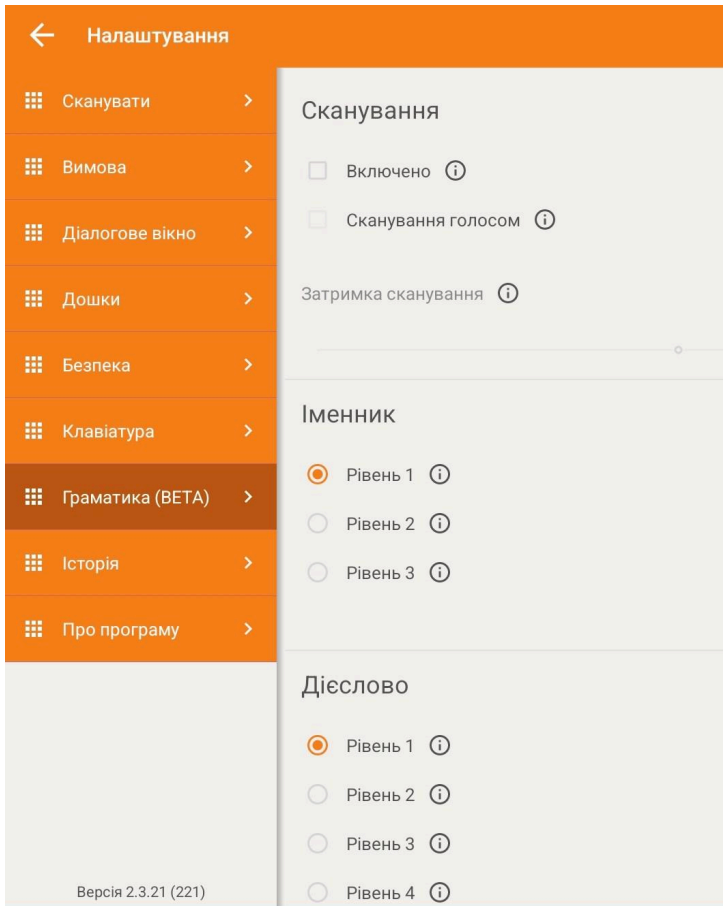 Налаштування
Сканувати
Вимова
Діалогове вікно
Дошки
Безпека
Клавіатура
Граматика (BETA)
Історія
Про програму
Версія 2.3.21 (221)
Сканування
Включено
Сканування голосом
Затримка сканування
Іменник
Рівень 1
Рівень 2
Рівень 3
Дієслово
Рівень 1
Рівень 2
Рівень 3
Рівень 4